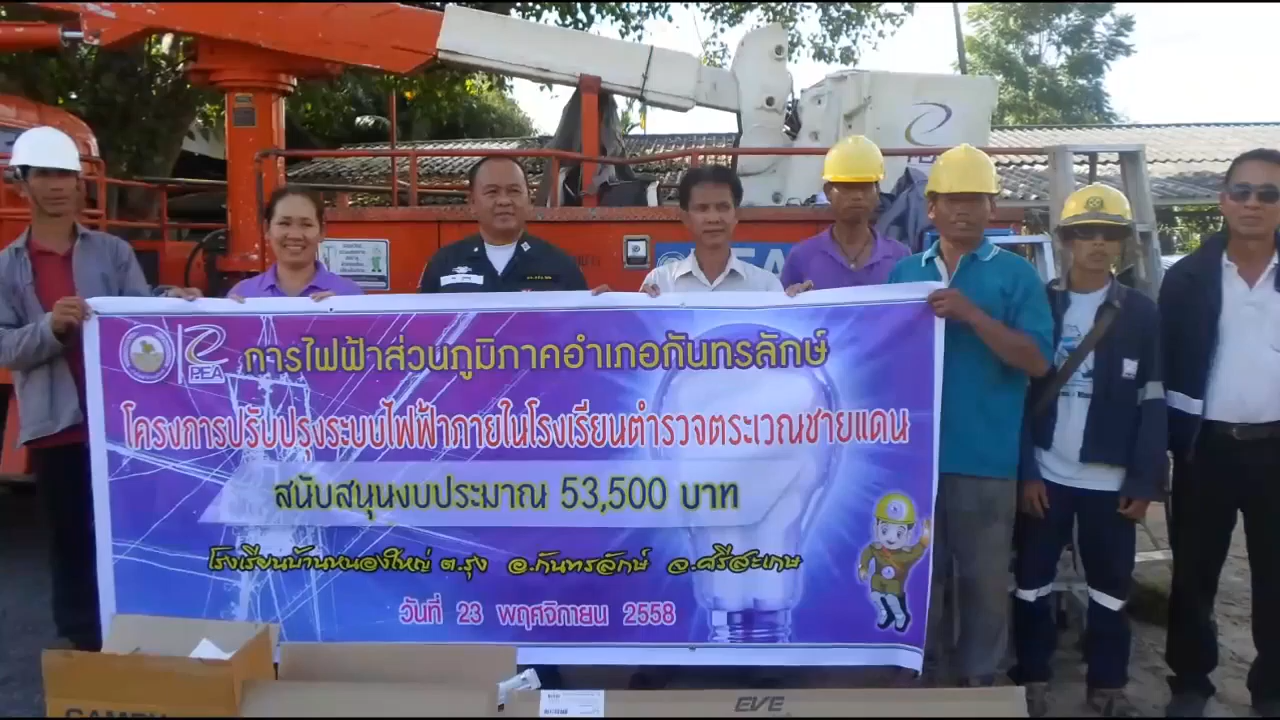 PEA
PEA
PEA
การไฟฟ้าส่วนภูมิภาคอำเภอกันทรลักษ์
โครงการปรับปรุงระบบไฟฟ้าภายในโรงเรียนตำรวจตระเวนชายแดน
สนับสนุนงบประมาณ 53,500 บาท
โรงเรียนบ้านหนองใหญ่ ต.รุง อ.กันทรลักษ์ จ.ศรีสะเกษ
วันที่ 23 พฤศจิกายน 2558
EVE